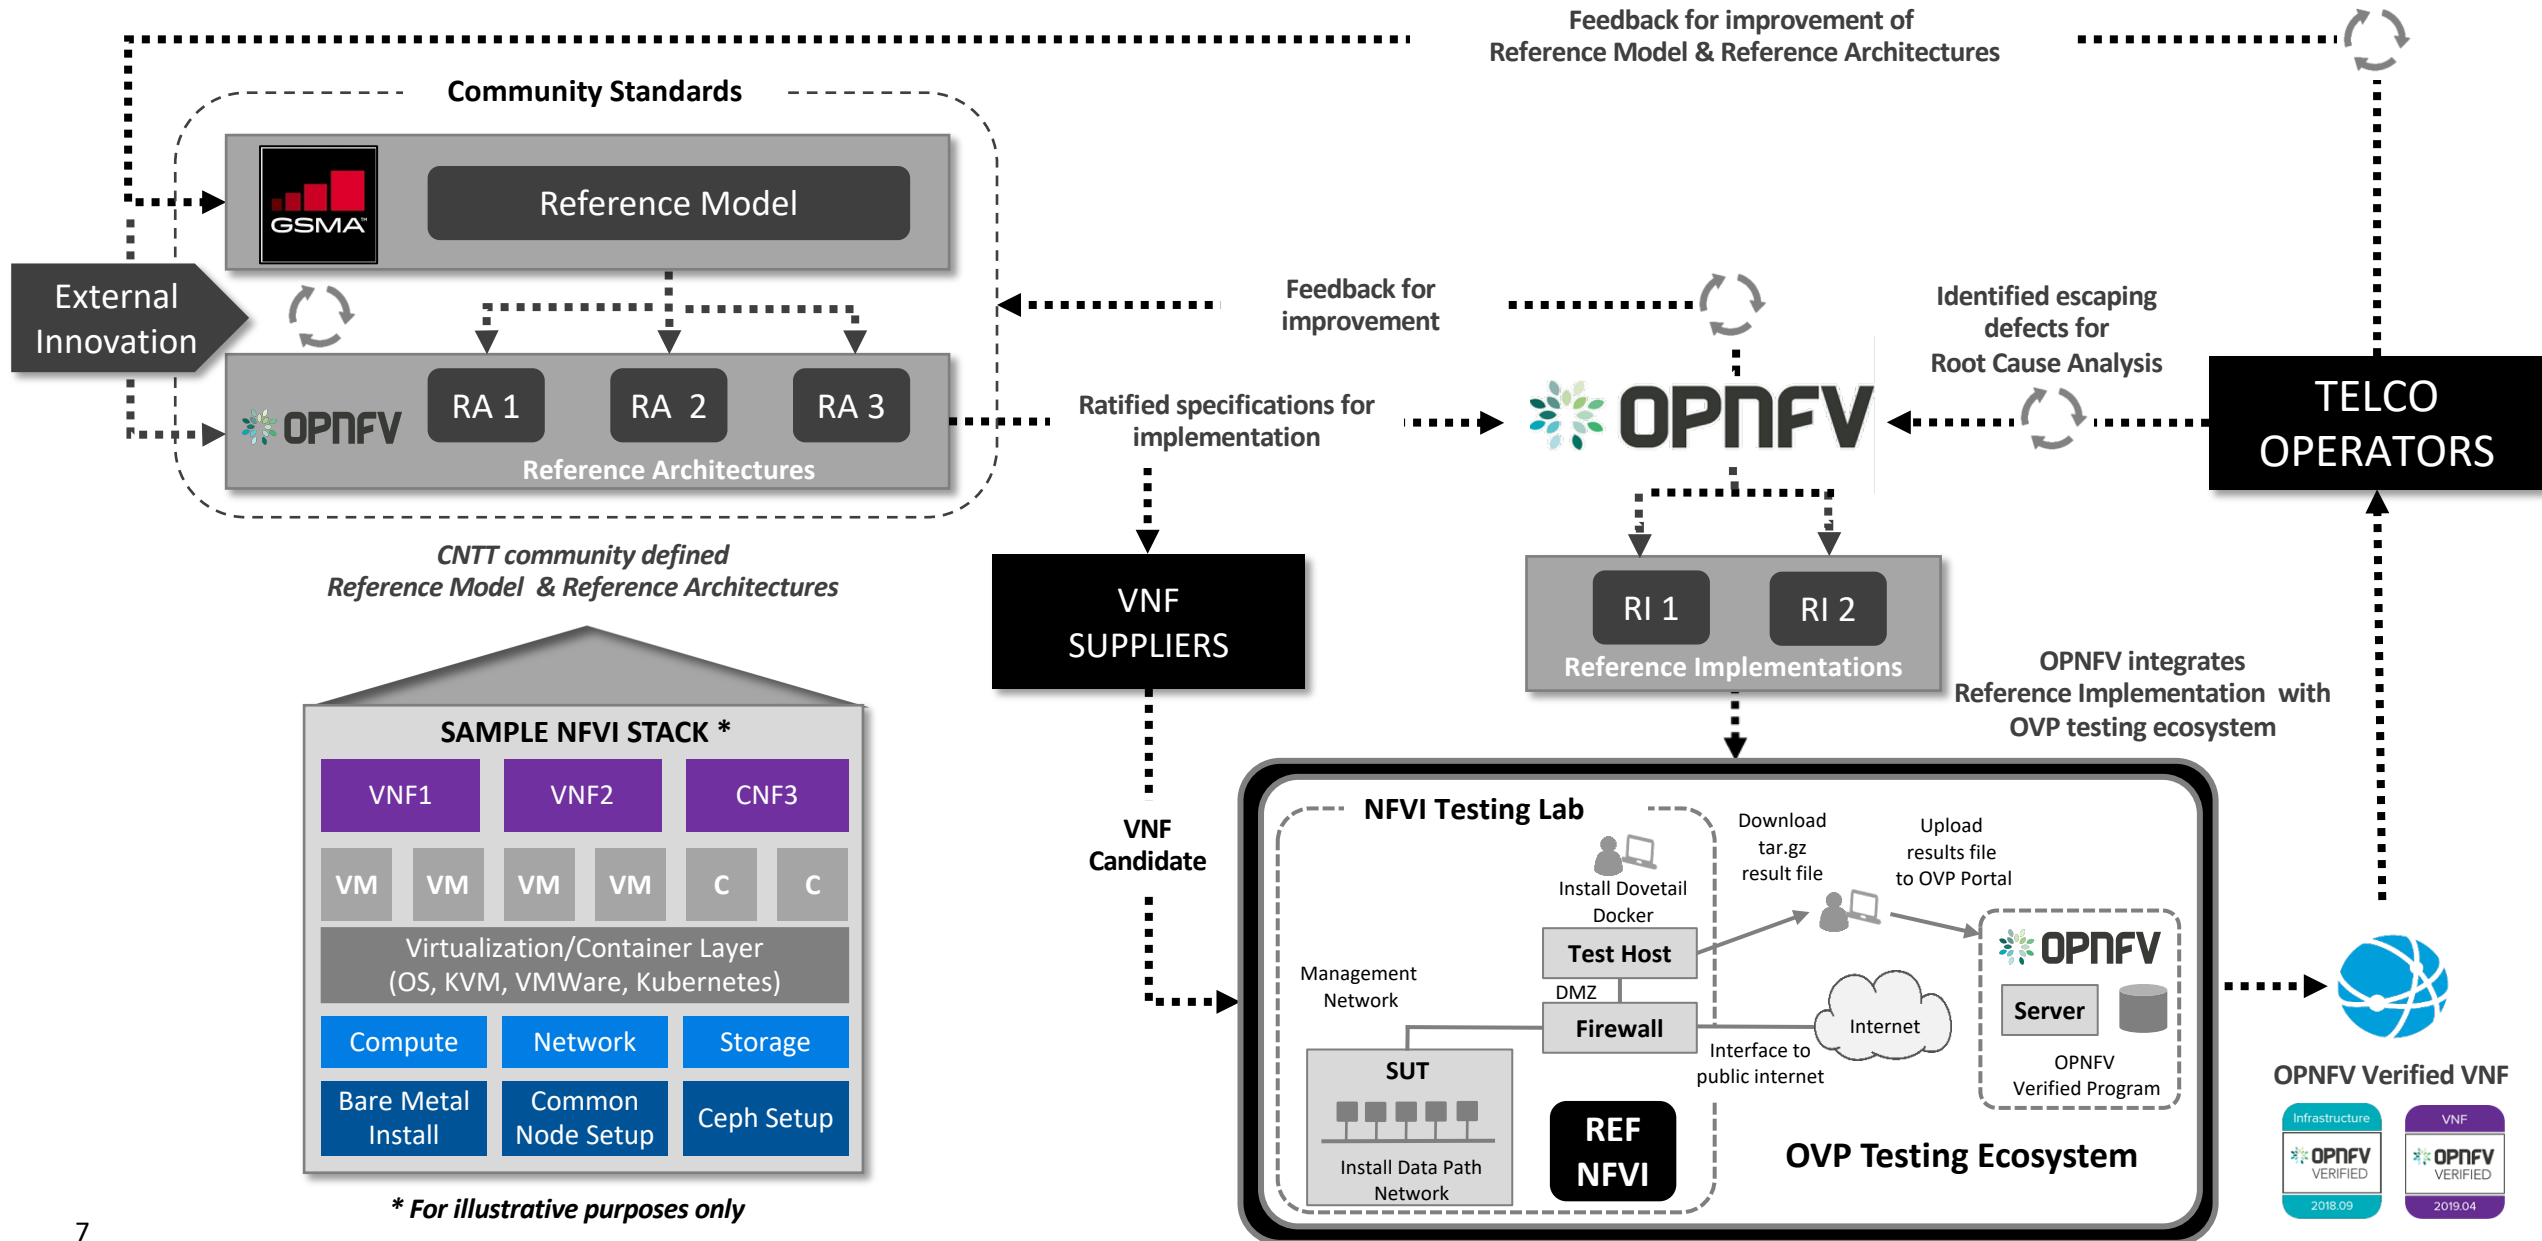 Feedback for improvement of
Reference Model & Reference Architectures
Community Standards
GSMA™
Reference Model
External
Innovation
OPNFV
RA 1
RA 2
RA 3
Reference Architectures
CNTT community defined
Reference Model & Reference Architectures
Feedback for
improvement
Ratified specifications for
implementation
OPNFV
Identified escaping
defects for
Root Cause Analysis
TELCO
OPERATORS
VNF
SUPPLIERS
RI 1
RI 2
Reference Implementations
OPNFV integrates
Reference Implementation with
OVP testing ecosystem
SAMPLE NFVI STACK *
VNF1
VNF2
CNF3
VM
VM
VM
VM
C
C
Virtualization/Container Layer
(OS, KVM, VMWare, Kubernetes)
Compute
Network
Storage
Bare Metal
Install
Common
Node Setup
Ceph Setup
* For illustrative purposes only
VNF
Candidate
NFVI Testing Lab
Install Dovetail
Docker
Test Host
DMZ
Firewall
Management
Network
SUT
Install Data Path
Network
REF
NFVI
Download
tar.gz
result file
Upload
results file
to OVP Portal
Internet
Interface to
public internet
OPNFV
Server
OPNFV
Verified Program
OVP Testing Ecosystem
OPNFV Verified VNF
Infrastructure
OPNFV
VERIFIED
2018.09
VNF
OPNFV
VERIFIED
2019.04
7